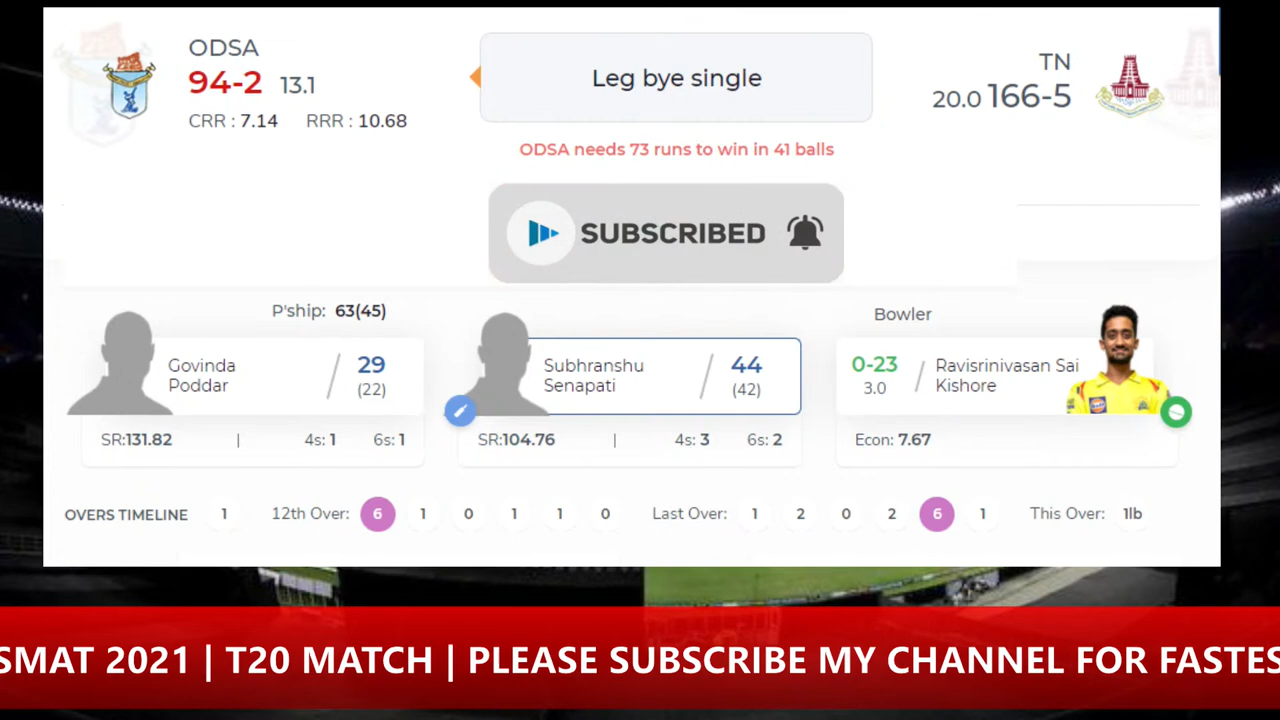 ODSA
94-2 13.1
CRR : 7.14 RRR : 10.68
Leg bye single
TN
20.0 166-5
ODSA needs 73 runs to win in 41 balls
SUBSCRIBED
P'ship: 63(45)
Bowler
Govinda
Poddar
29
(22)
Subhranshu
Senapati
44
(42)
0-23
3.0
Ravisrinivasan Sai
Kishore
SR:131.82 | 4s: 1 6s: 1
SR:104.76 | 4s: 3 6s: 2
Econ: 7.67
OVERS TIMELINE 1 12th Over: 6 1 0 1 1 0 Last Over: 1 2 0 2 6 1 This Over: 1lb
SMAT 2021 | T20 MATCH | PLEASE SUBSCRIBE MY CHANNEL FOR FASTES